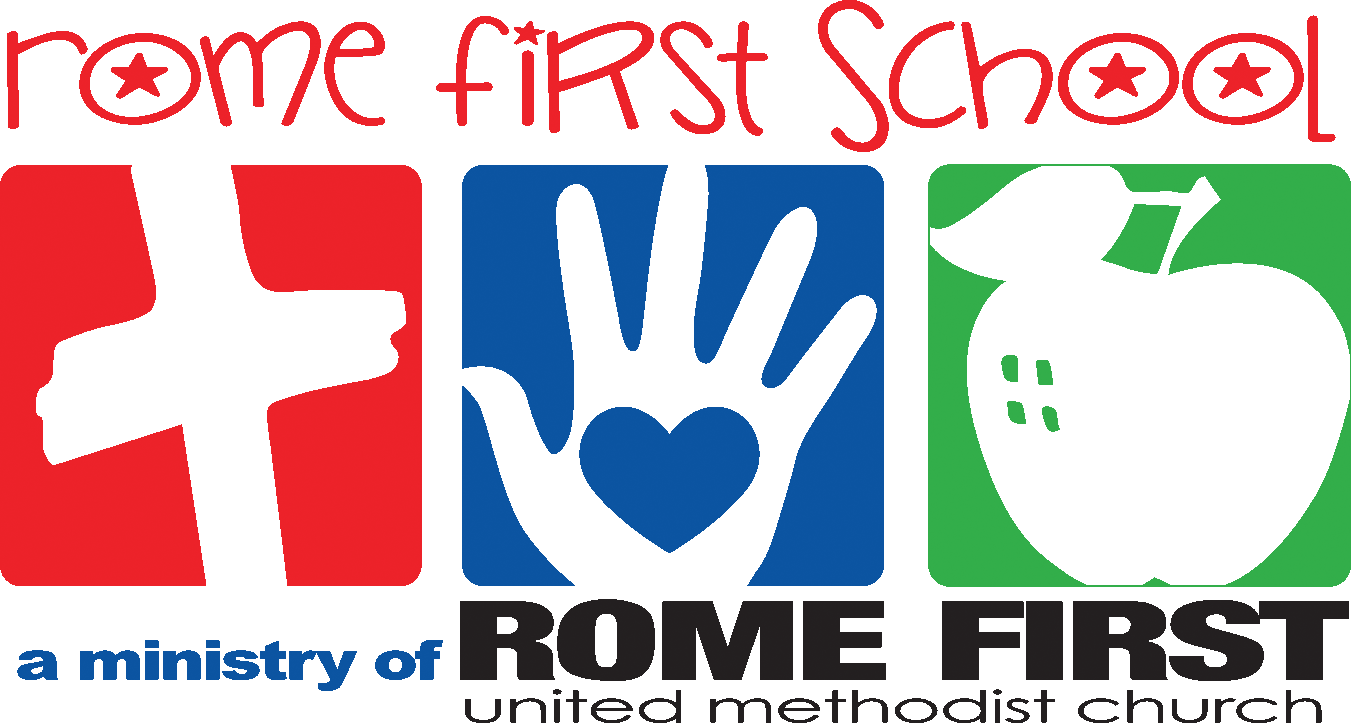 rome fiRst School
a ministry of ROME FIRST
united methodist church